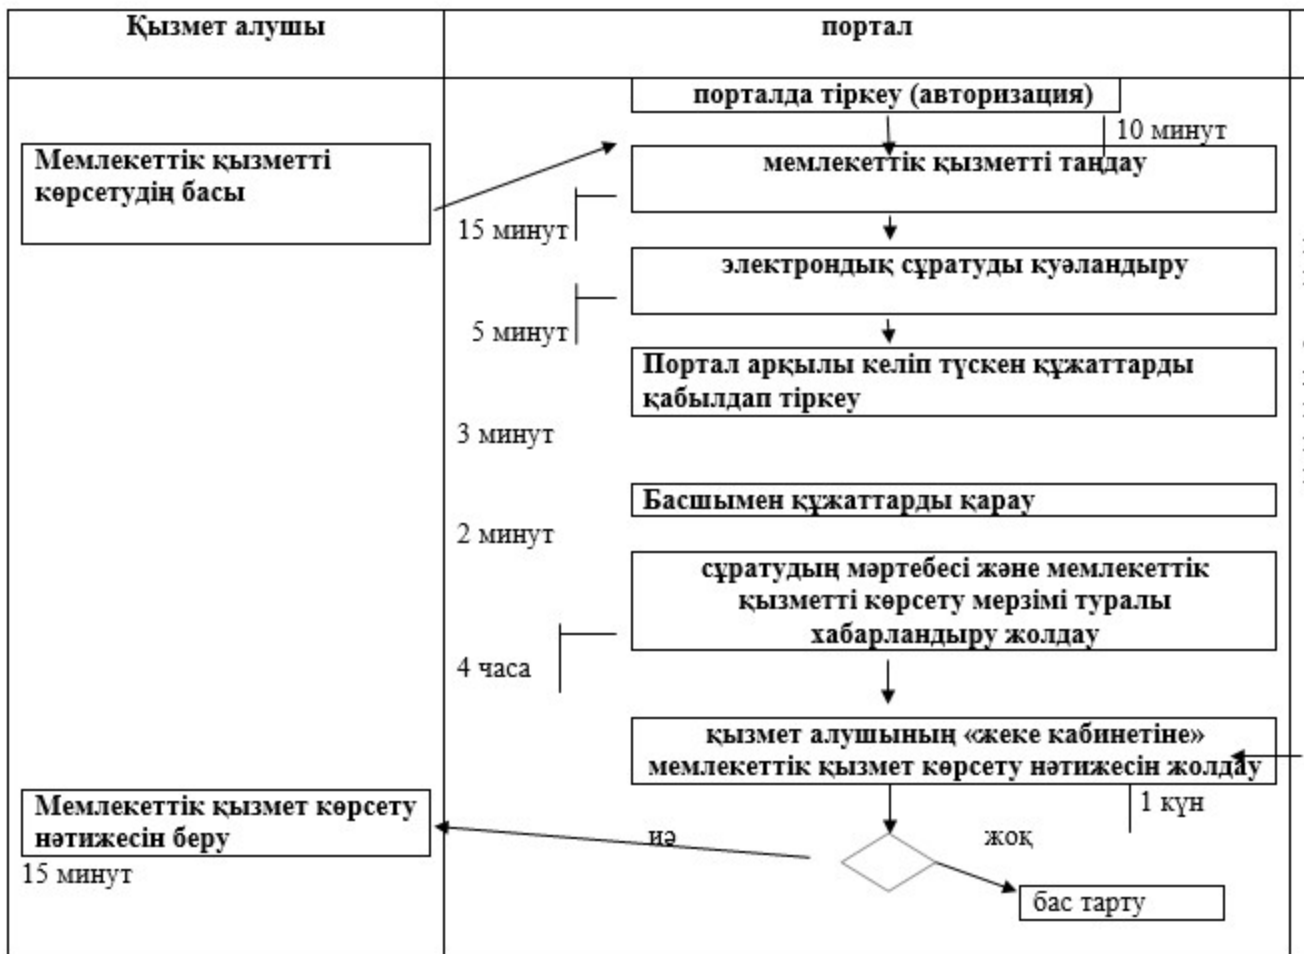 Қызмет алушы
портал
порталда тіркеу (авторизация)
10 минут
Мемлекеттік қызметті
көрсетудің басы
мемлекеттік қызметті таңдау
15 минут
электрондық сұратуды куәландыру
5 минут
Портал арқылы келіп түскен құжаттарды
қабылдап тіркеу
3 минут
Басшымен құжаттарды қарау
2 минут
сұратудың мәртебесі және мемлекеттік
қызметті көрсету мерзімі туралы
хабарландыру жолдау
4 часа
қызмет алушының «жеке кабинетіне»
мемлекеттік қызмет көрсету нәтижесін жолдау
1 күн
Мемлекеттік қызмет көрсету
нәтижесін беру
15 минут
иә
жоқ
бас тарту